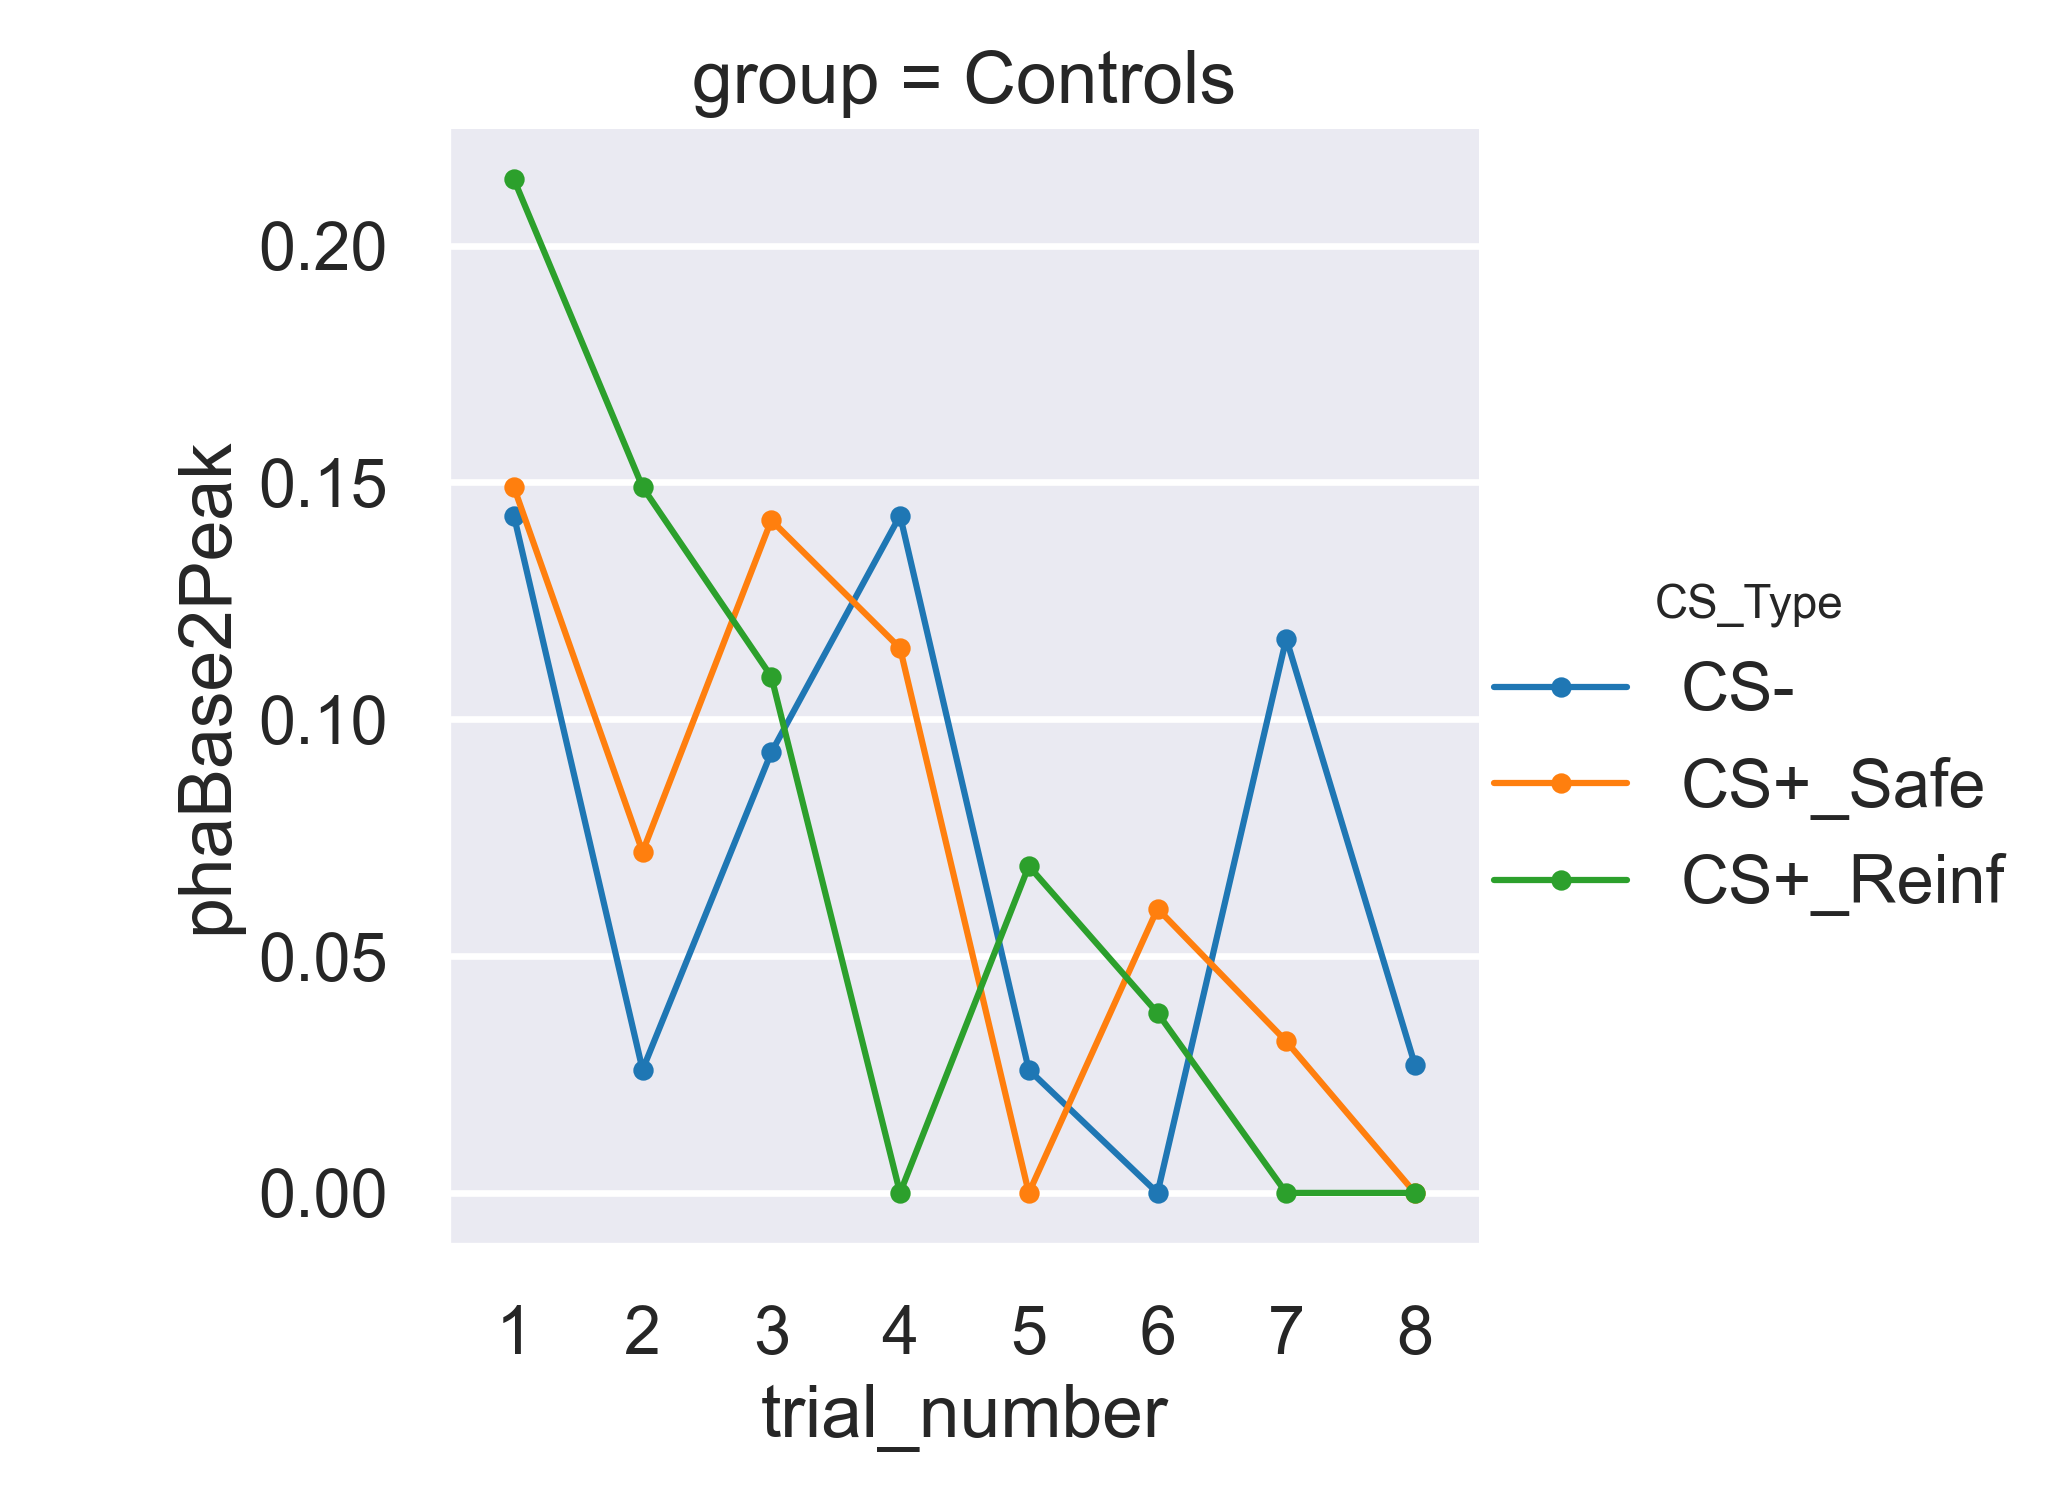 group = Controls
phaBase2Peak
0.20
0.15
0.10
0.05
0.00
1 2 3 4 5 6 7 8
trial_number
CS_Type
CS-
CS+_Safe
CS+_Reinf